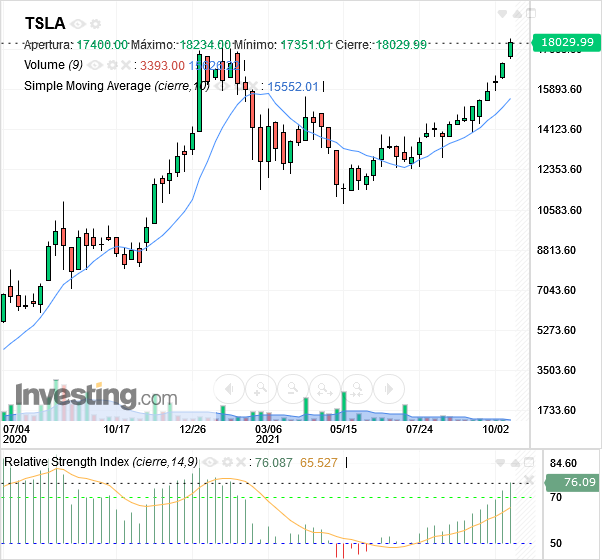 TSLA
Apertura: 17400.00 Máximo: 18234.00 Mínimo: 17351.01 Cierre: 18029.99
18029.99
Volume (9) : 3393.00
Simple Moving Average (cierre,10) : 15552.01
15893.60
14123.60
12353.60
10583.60
8813.60
7043.60
5273.60
3503.60
1733.60
Investing.com
07/04 10/17 12/26 03/06 05/15 07/24 10/02
2020 2021
Relative Strength Index (cierre,14,9) : 76.087 65.527
84.60
76.09
70 70
50 50